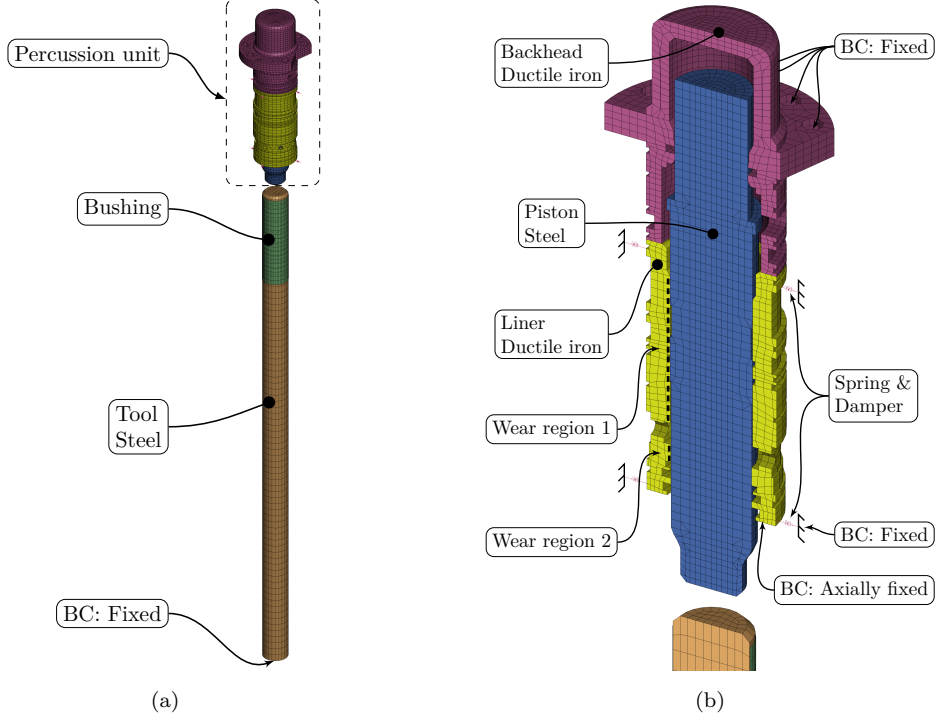 Percussion unit
Bushing
Tool
Steel
BC: Fixed
(a)
Backhead
Ductile iron
BC: Fixed
Piston
Steel
Liner
Ductile iron
Spring &
Damper
Wear region 1
Wear region 2
BC: Fixed
BC: Axially fixed
(b)